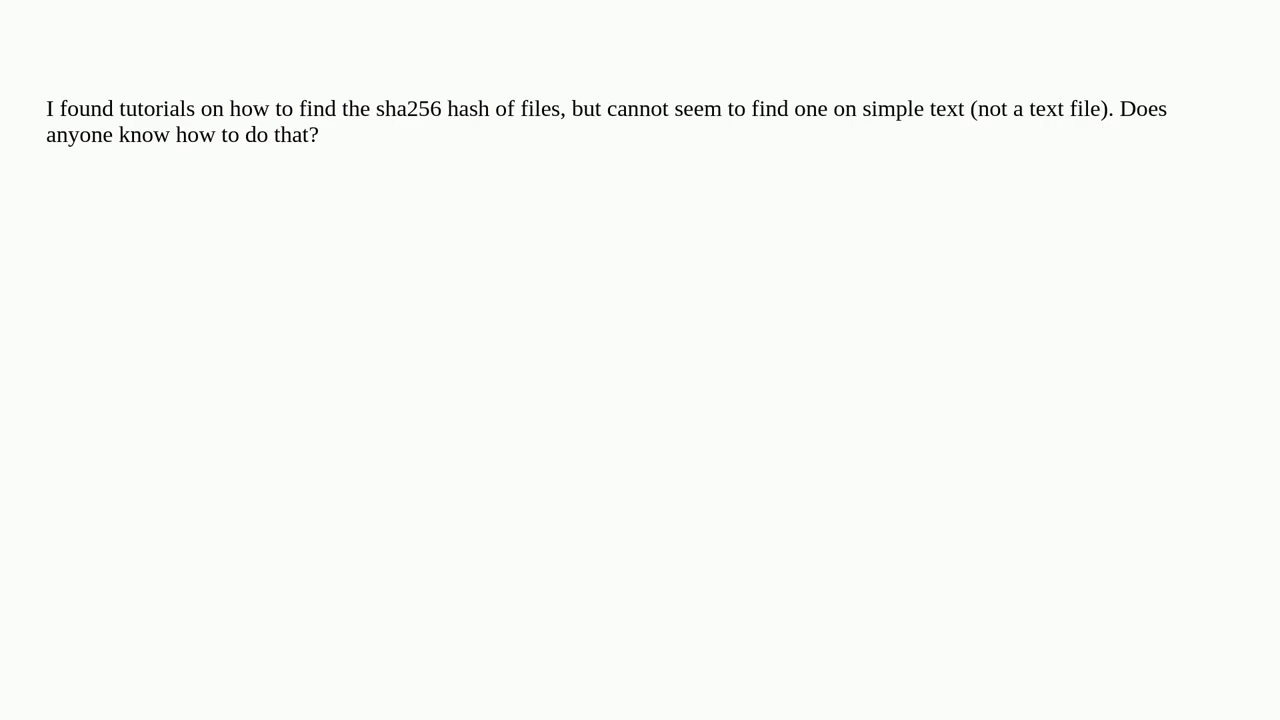 I found tutorials on how to find the sha256 hash of files, but cannot seem to find one on simple text (not a text file). Does
anyone know how to do that?